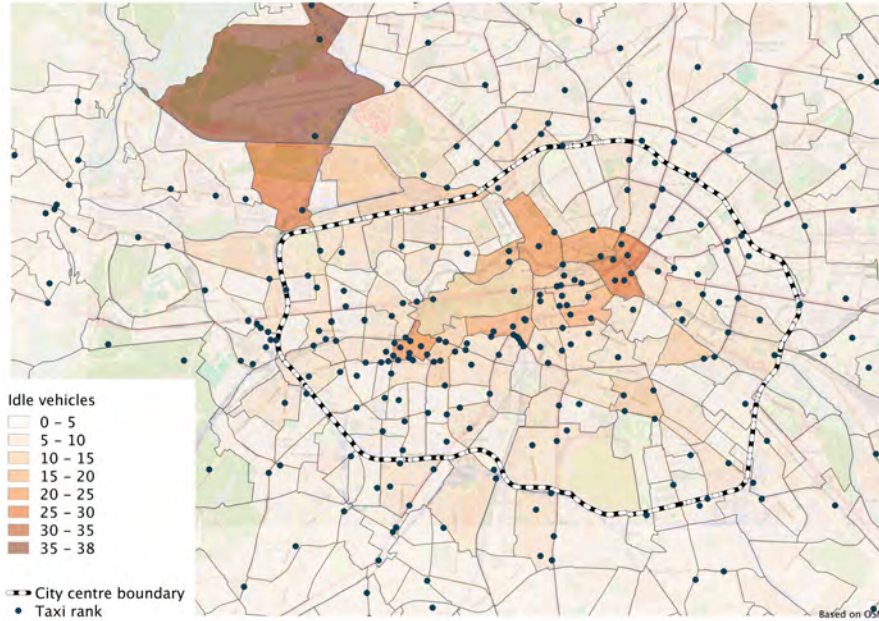 Idle vehicles
0 – 5
5 – 10
10 – 15
15 – 20
20 – 25
25 – 30
30 – 35
35 – 38
City centre boundary
Taxi rank
Based on OSM